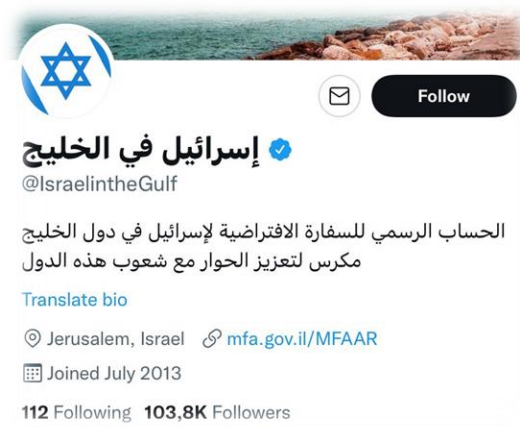 Follow
إسرائيل في الخليج
@IsraelintheGulf
الحساب الرسمي للسفارة الافتراضية لإسرائيل في دول الخليج
مكرس لتعزيز الحوار مع شعوب هذه الدول
Translate bio
Jerusalem, Israel mfa.gov.il/MFAAR
Joined July 2013
112 Following 103,8K Followers